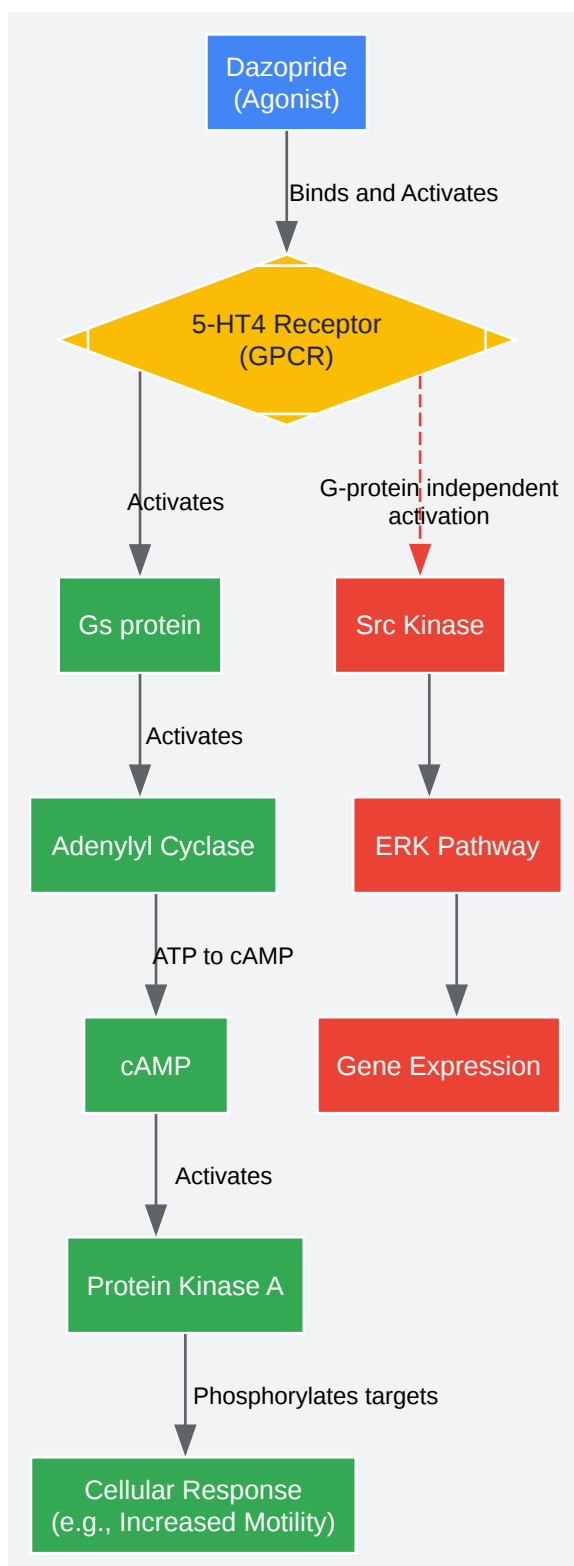 Dazopride
(Agonist)
Binds and Activates
5-HT4 Receptor
(GPCR)
Activates
G-protein independent
activation
Gs protein
Src Kinase
Activates
Adenylyl Cyclase
ERK Pathway
ATP to cAMP
cAMP
Gene Expression
Activates
Protein Kinase A
Phosphorylates targets
Cellular Response
(e.g., Increased Motility)